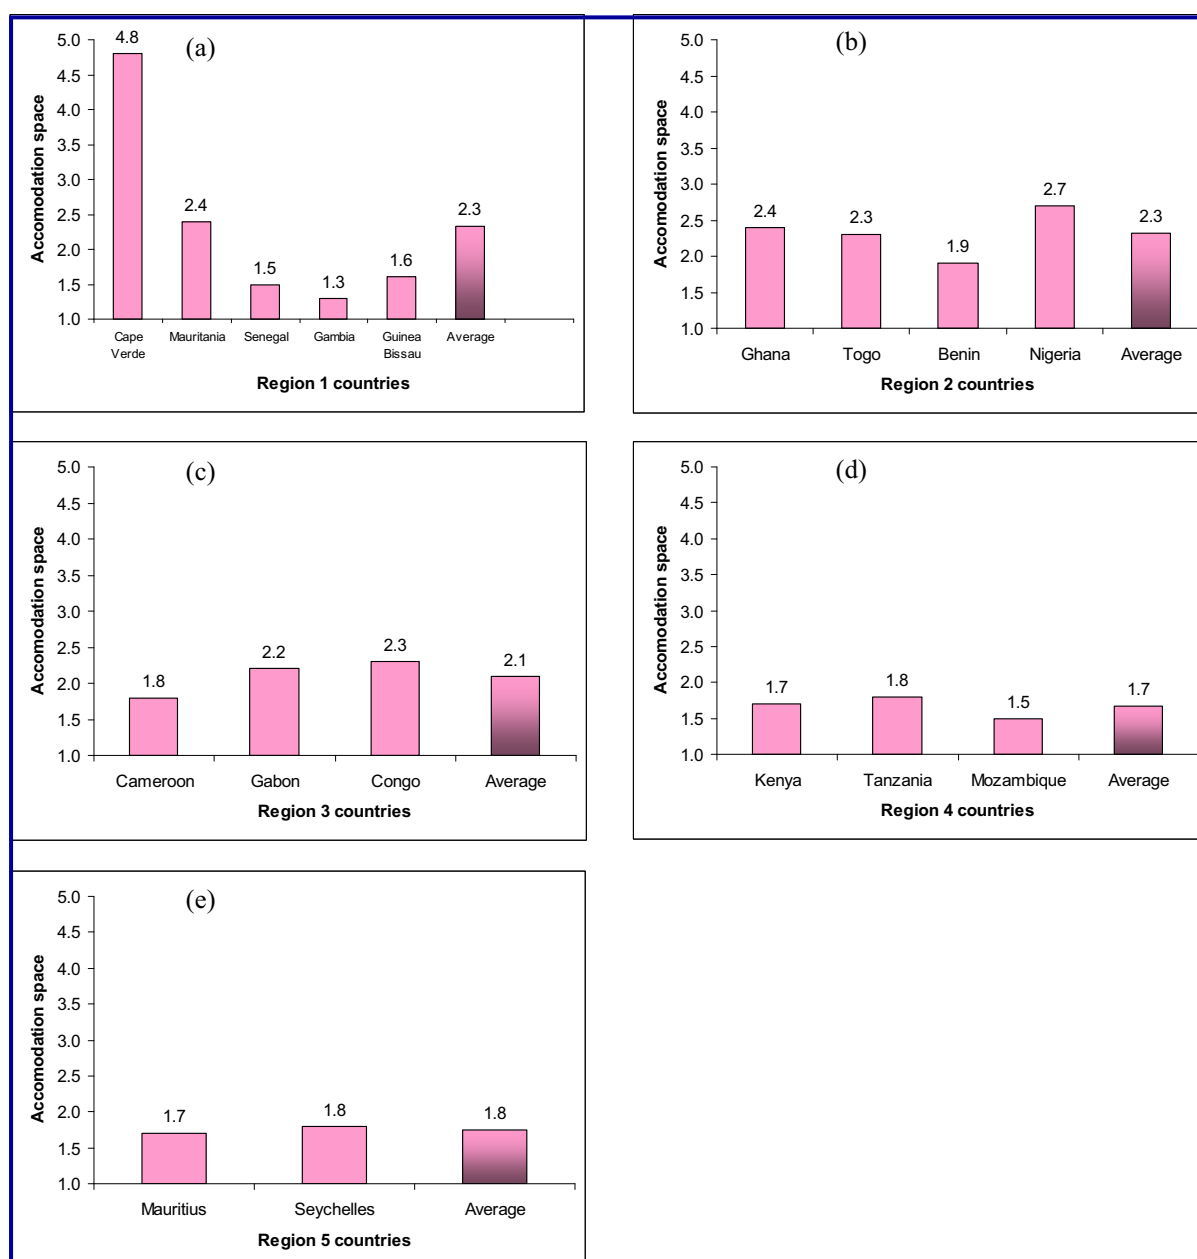 (a)
Accomodation space
5.0
4.5
4.0
3.5
3.0
2.5
2.0
1.5
1.0
4.8
2.4
1.5
1.3
1.6
2.3
Cape Verde
Mauritania
Senegal
Gambia
Guinea Bissau
Average
Region 1 countries
(b)
Accomodation space
5.0
4.5
4.0
3.5
3.0
2.5
2.0
1.5
1.0
2.4
2.3
1.9
2.7
2.3
Ghana
Togo
Benin
Nigeria
Average
Region 2 countries
(c)
Accomodation space
5.0
4.5
4.0
3.5
3.0
2.5
2.0
1.5
1.0
1.8
2.2
2.3
2.1
Cameroon
Gabon
Congo
Average
Region 3 countries
(d)
Accomodation space
5.0
4.5
4.0
3.5
3.0
2.5
2.0
1.5
1.0
1.7
1.8
1.5
1.7
Kenya
Tanzania
Mozambique
Average
Region 4 countries
(e)
Accomodation space
5.0
4.5
4.0
3.5
3.0
2.5
2.0
1.5
1.0
1.7
1.8
1.8
Mauritius
Seychelles
Average
Region 5 countries